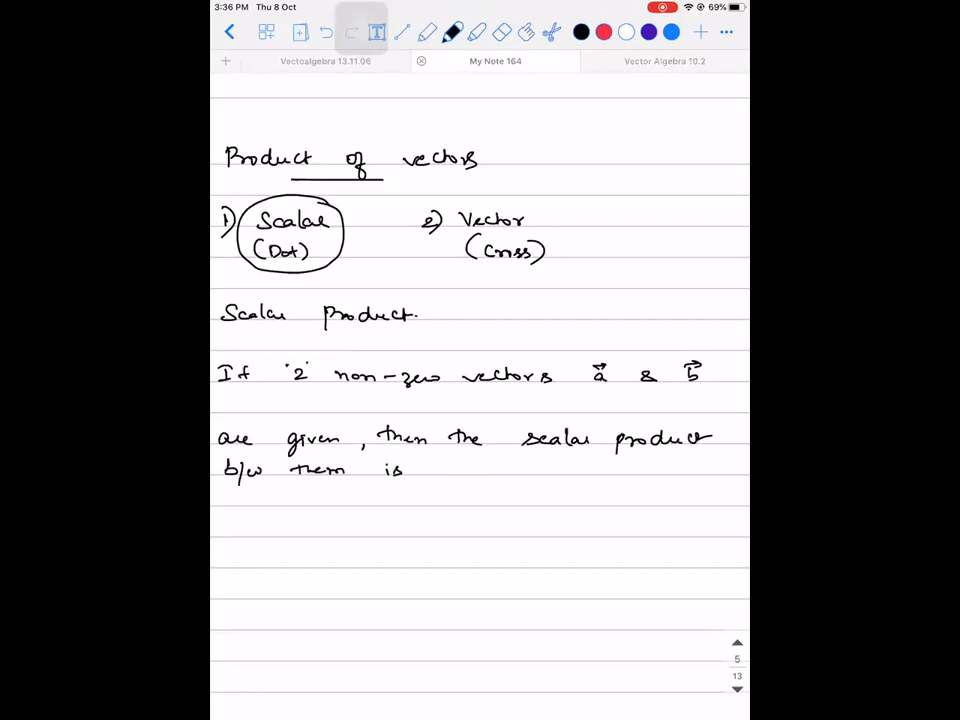 3:36 PM Thu 8 Oct 69%
Vectoalgebra 13.11.06 My Note 164 Vector Algebra 10.2
Product of vectors
1) Scalar 2) Vector
(Dot) (Cross)
Scalar Product.
If '2' non-zero vectors a⃗ & b⃗
are given, then the scalar product
b/w them is
5
13